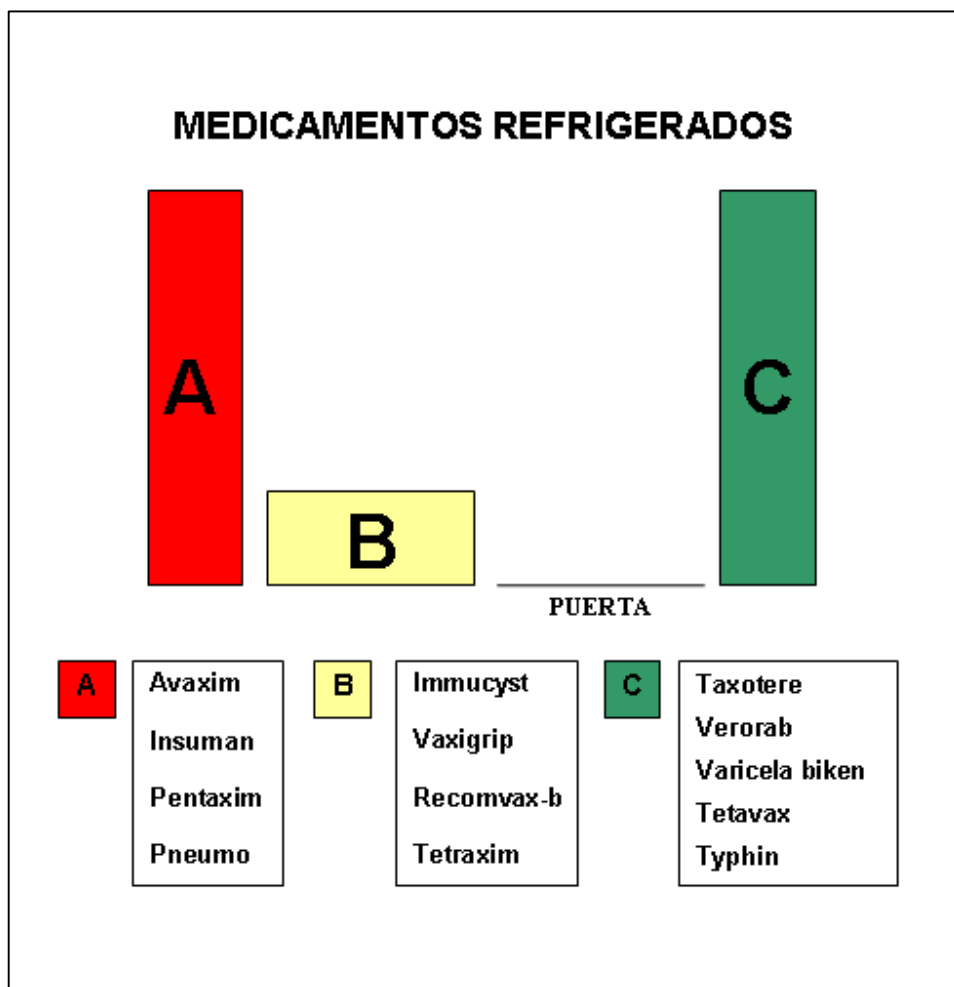 MEDICAMENTOS REFRIGERADOS
A
B
C
PUERTA
A
Avaxim
Insuman
Pentaxim
Pneumo
B
Immucyst
Vaxigrip
Recomvax-b
Tetraxim
C
Taxotere
Verorab
Varicela biken
Tetavax
Typhin